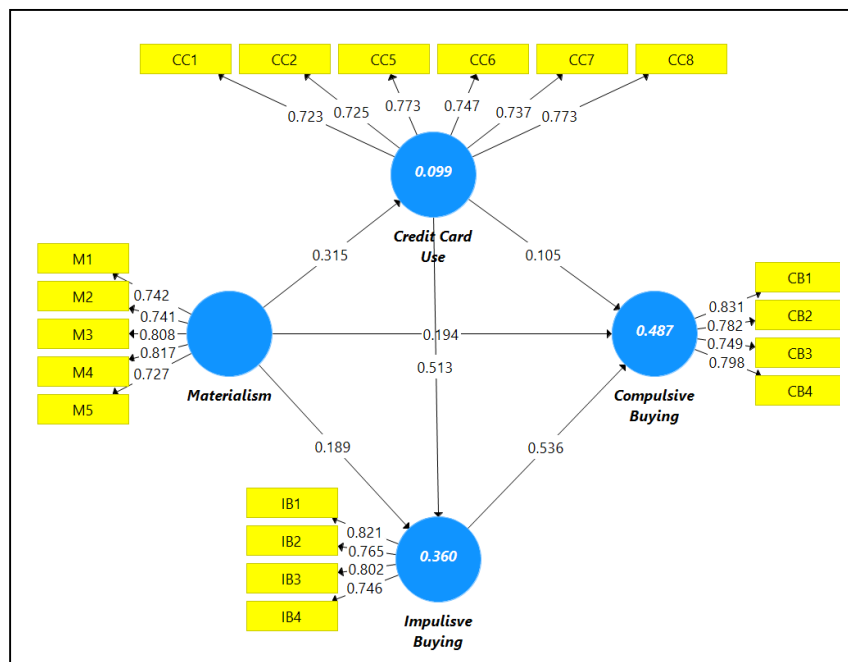 CC1 CC2 CC5 CC6 CC7 CC8
0.723 0.725 0.773 0.747 0.737 0.773
0.099
Credit Card
Use
0.315
0.105
M1
M2
M3
M4
M5
0.742
0.741
0.808
0.817
0.727
Materialism
0.194
0.513
0.487
Compulsive
Buying
0.831
0.782
0.749
0.798
CB1
CB2
CB3
CB4
0.189
0.536
IB1
IB2
IB3
IB4
0.821
0.765
0.802
0.746
0.360
Impulisve
Buying